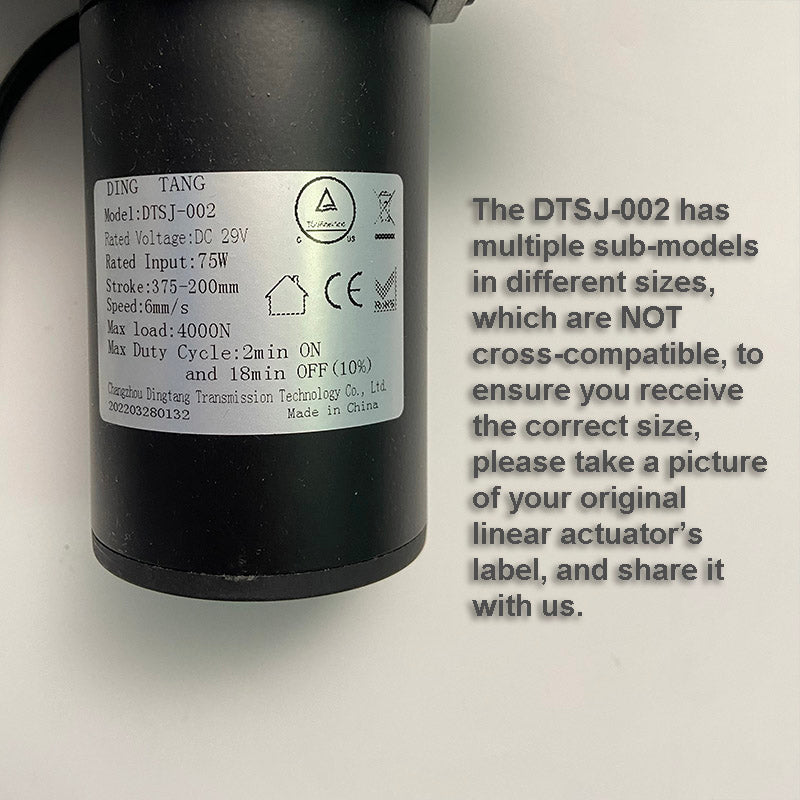 DING TANG
Model:DTSJ-002
Rated Voltage:DC 29V
Rated Input:75W
Stroke:375-200mm
Speed:6mm/s
Max load:4000N
Max Duty Cycle:2min ON
and 18min OFF(10%)
Changzhou Dingtang Transmission Technology Co., Ltd.
202203280132 Made in China
C US
CE
RoHS
The DTSJ-002 has
multiple sub-models
in different sizes,
which are NOT
cross-compatible, to
ensure you receive
the correct size,
please take a picture
of your original
linear actuator’s
label, and share it
with us.